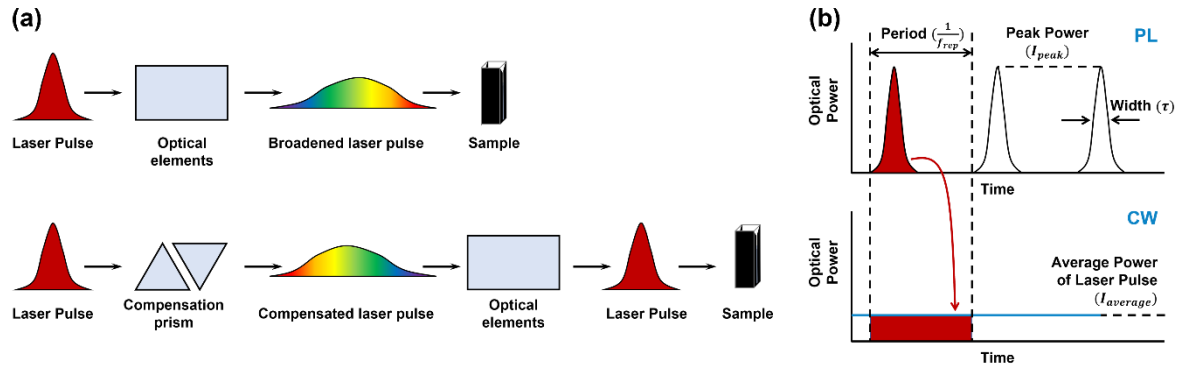 (a)
Laser Pulse
Optical
elements
Broadened laser pulse
Sample
Laser Pulse
Compensation
prism
Compensated laser pulse
Optical
elements
Laser Pulse
Sample
(b)
Period (1/f_rep)
Peak Power
(I_peak)
PL
Optical
Power
Width (τ)
Time
CW
Optical Power
Average Power
of Laser Pulse
(I_average)
Time